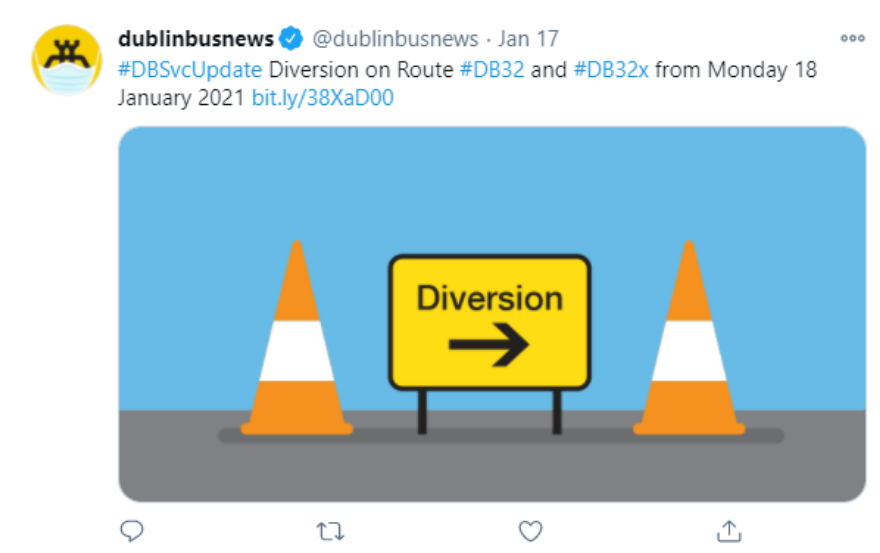 dublinbusnews @dublinbusnews · Jan 17
#DBSvcUpdate Diversion on Route #DB32 and #DB32x from Monday 18
January 2021 bit.ly/38XaD00
Diversion